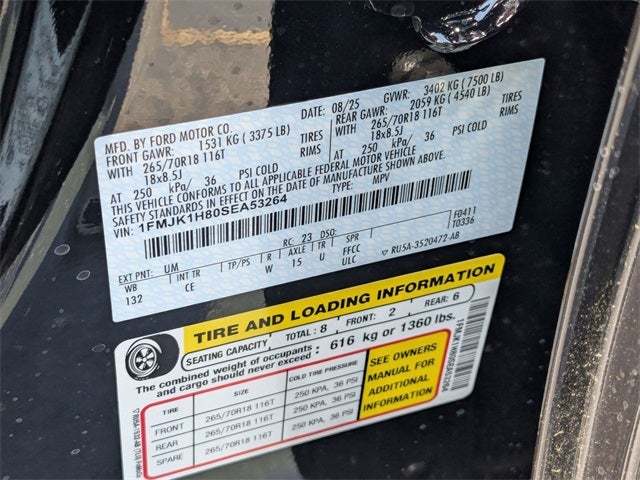 MFD. BY FORD MOTOR CO.
DATE: 08/25 GVWR: 3402 KG ( 7500 LB)
FRONT GAWR: 1531 KG ( 3375 LB) REAR GAWR: 2059 KG ( 4540 LB)
WITH 265/70R18 116T TIRES WITH 265/70R18 116T TIRES
18x8.5J RIMS 18x8.5J RIMS
AT 250 kPa/ 36 PSI COLD AT 250 kPa/ 36 PSI COLD
THIS VEHICLE CONFORMS TO ALL APPLICABLE FEDERAL MOTOR VEHICLE
SAFETY STANDARDS IN EFFECT ON THE DATE OF MANUFACTURE SHOWN ABOVE.
VIN: 1FMJK1H80SEA53264
TYPE: MPV
F0411
T0336
EXT PNT: UM RC: 23 DSO:
WB INT TR TP/PS R AXLE TR SPR
132 CE W 15 U FFCC
ULC ▽ RU5A-3520472-AB
TIRE AND LOADING INFORMATION
SEATING CAPACITY, TOTAL: 8 FRONT: 2 REAR: 6
The combined weight of occupants and cargo should never exceed: 616 kg or 1360 lbs.
TIRE SIZE COLD TIRE PRESSURE
FRONT 265/70R18 116T 250 KPA, 36 PSI
REAR 265/70R18 116T 250 KPA, 36 PSI
SPARE 265/70R18 116T 250 KPA, 36 PSI
SEE OWNERS
MANUAL FOR
ADDITIONAL
INFORMATION
1FMJK1H80SEA53264